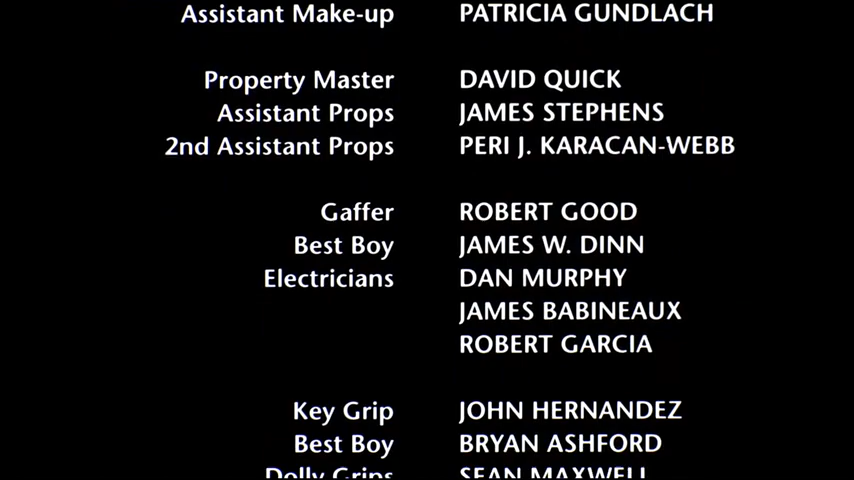 Assistant Make-up PATRICIA GUNDLACH
Property Master DAVID QUICK
Assistant Props JAMES STEPHENS
2nd Assistant Props PERI J. KARACAN-WEBB
Gaffer ROBERT GOOD
Best Boy JAMES W. DINN
Electricians DAN MURPHY
JAMES BABINEAUX
ROBERT GARCIA
Key Grip JOHN HERNANDEZ
Best Boy BRYAN ASHFORD
Dolly Grips SEAN MAXWELL